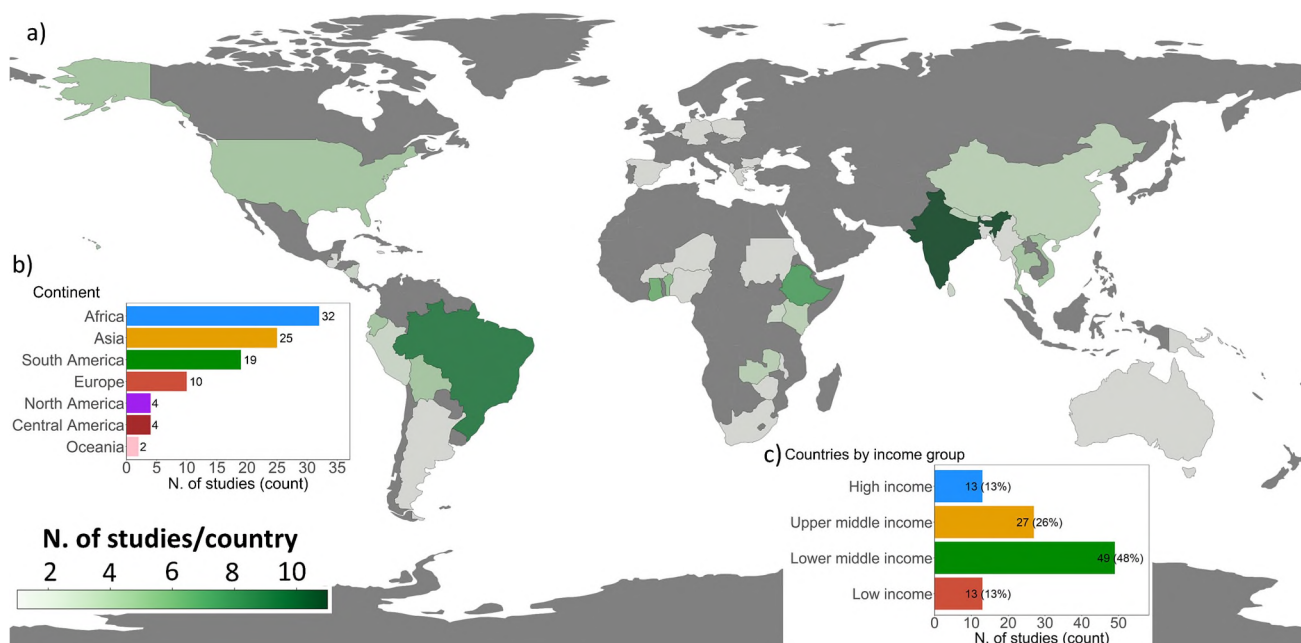 a)
b)
Continent
Africa 32
Asia 25
South America 19
Europe 10
North America 4
Central America 4
Oceania 2
0 5 10 15 20 25 30 35
N. of studies (count)
N. of studies/country
2 4 6 8 10
c) Countries by income group
High income 13 (13%)
Upper middle income 27 (26%)
Lower middle income 49 (48%)
Low income 13 (13%)
0 10 20 30 40 50
N. of studies (count)